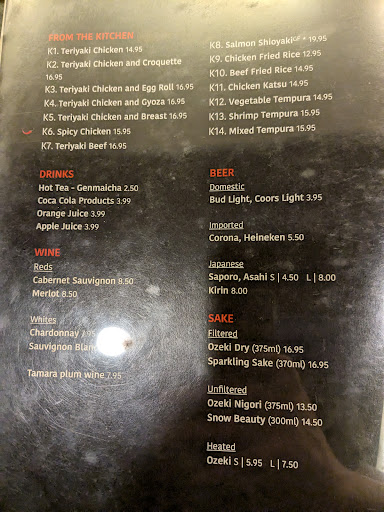 FROM THE KITCHEN
K1. Teriyaki Chicken 14.95
K2. Teriyaki Chicken and Croquette
16.95
K3. Teriyaki Chicken and Egg Roll 16.95
K4. Teriyaki Chicken and Gyoza 16.95
K5. Teriyaki Chicken and Breast 16.95
K6. Spicy Chicken 15.95
K7. Teriyaki Beef 16.95
K8. Salmon Shioyaki GF * 19.95
K9. Chicken Fried Rice 12.95
K10. Beef Fried Rice 14.95
K11. Chicken Katsu 14.95
K12. Vegetable Tempura 14.95
K13. Shrimp Tempura 15.95
K14. Mixed Tempura 15.95
DRINKS
Hot Tea - Genmaicha 2.50
Coca Cola Products 3.99
Orange Juice 3.99
Apple Juice 3.99
WINE
Reds
Cabernet Sauvignon 8.50
Merlot 8.50
Whites
Chardonnay 7.95
Sauvignon Blanc
Tamara plum wine 7.95
BEER
Domestic
Bud Light, Coors Light 3.95
Imported
Corona, Heineken 5.50
Japanese
Saporo, Asahi S | 4.50 L | 8.00
Kirin 8.00
SAKE
Filtered
Ozeki Dry (375ml) 16.95
Sparkling Sake (370ml) 16.95
Unfiltered
Ozeki Nigori (375ml) 13.50
Snow Beauty (300ml) 14.50
Heated
Ozeki S | 5.95 L | 7.50